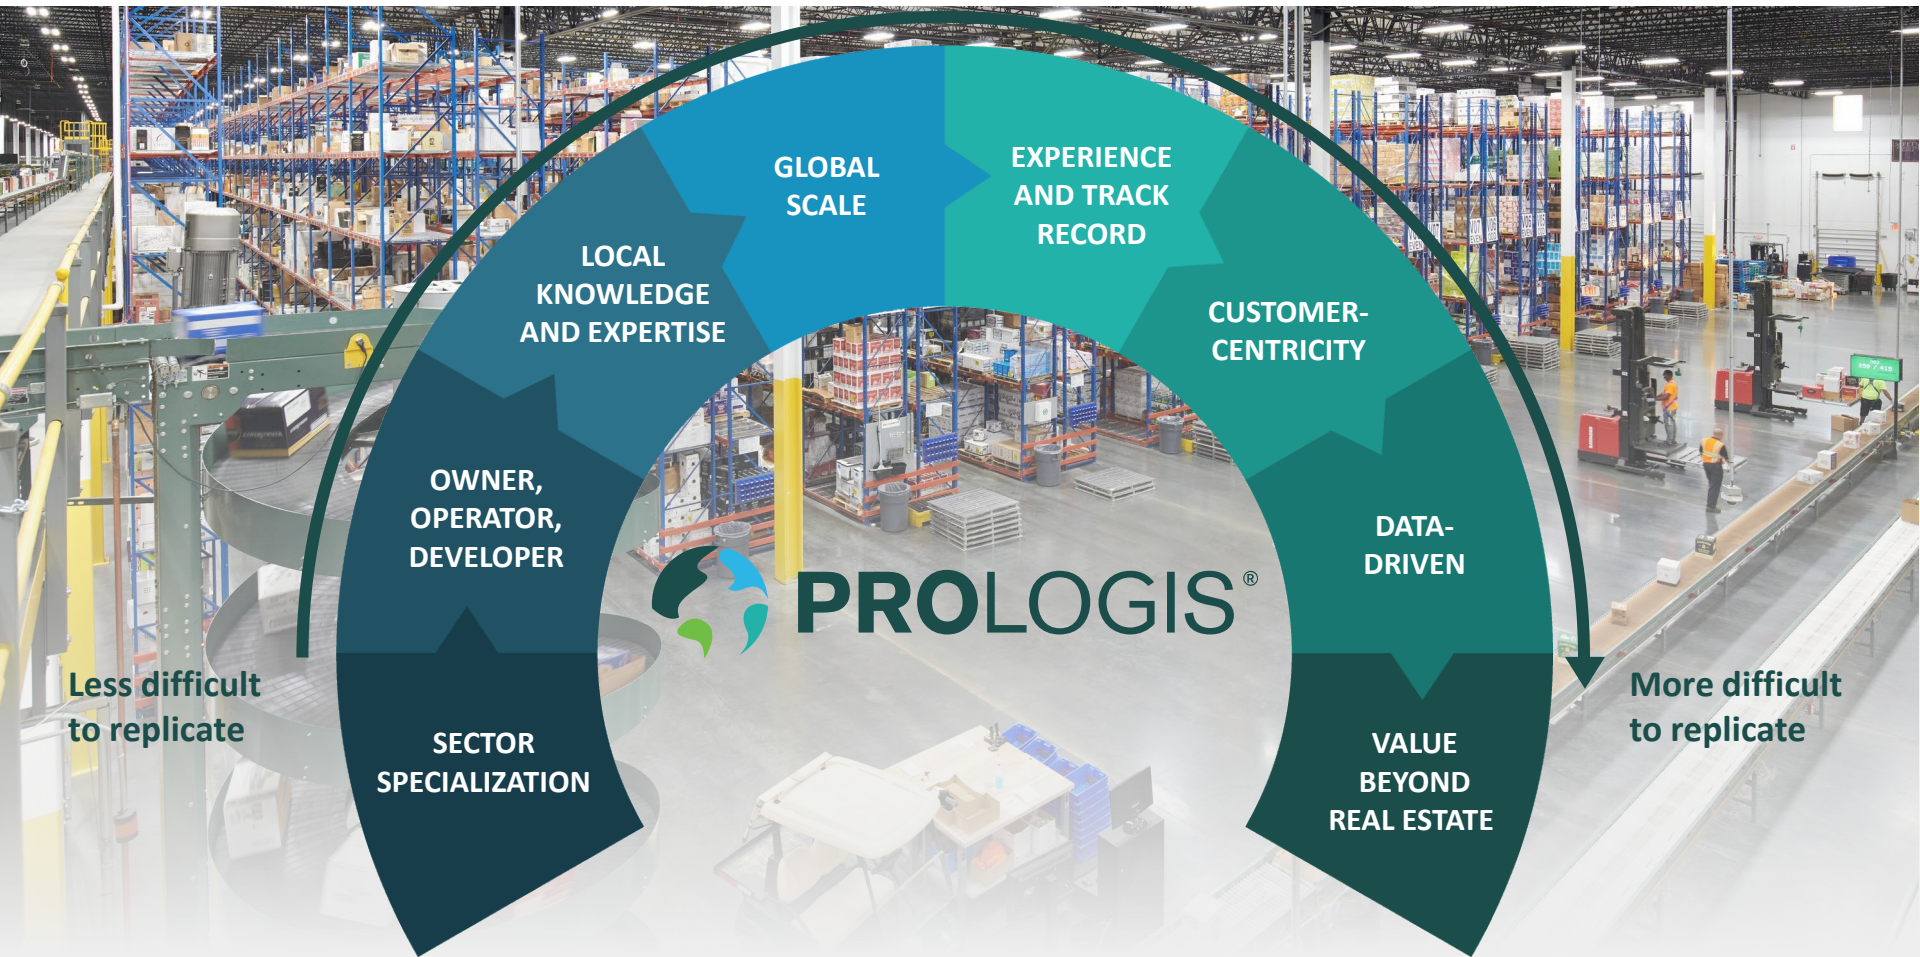 GLOBAL
SCALE
EXPERIENCE
AND TRACK
RECORD
LOCAL
KNOWLEDGE
AND EXPERTISE
CUSTOMER-
CENTRICITY
OWNER,
OPERATOR,
DEVELOPER
DATA-
DRIVEN
PROLOGIS®
Less difficult
to replicate
More difficult
to replicate
SECTOR
SPECIALIZATION
VALUE
BEYOND
REAL ESTATE